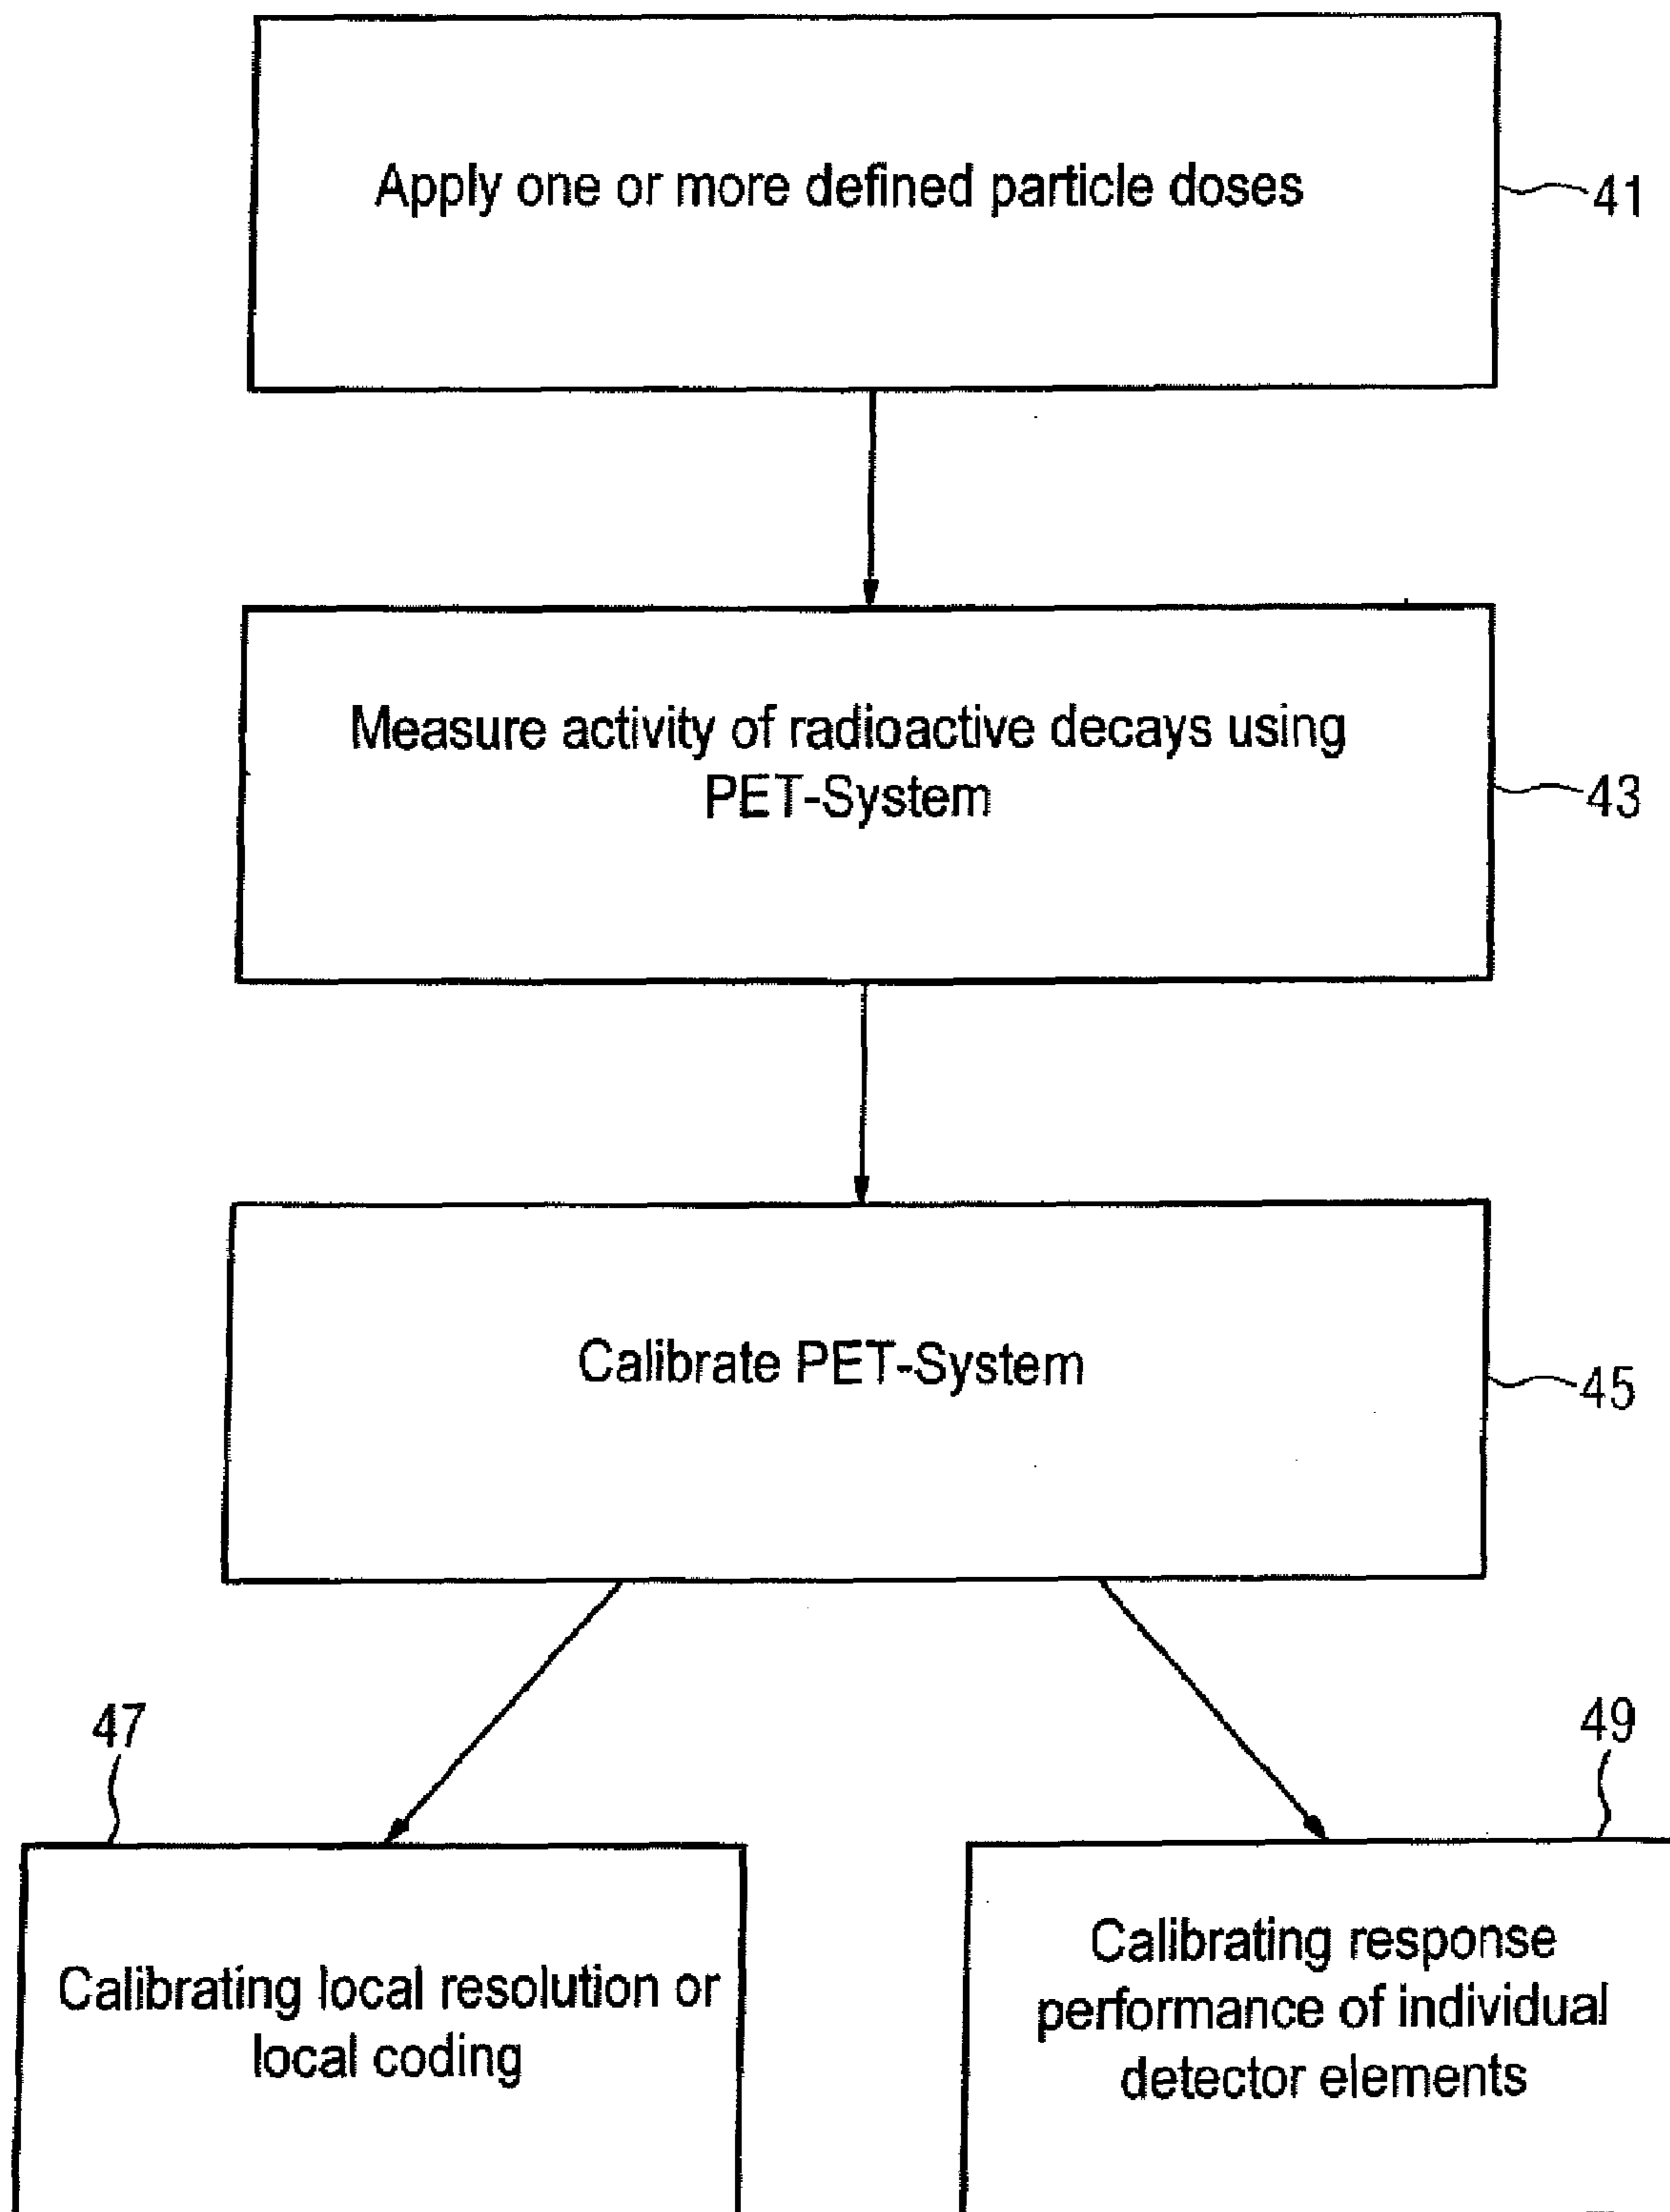 Apply one or more defined particle doses
41
Measure activity of radioactive decays using
PET-System
43
Calibrate PET-System
45
47
49
Calibrating local resolution or
local coding
Calibrating response
performance of individual
detector elements